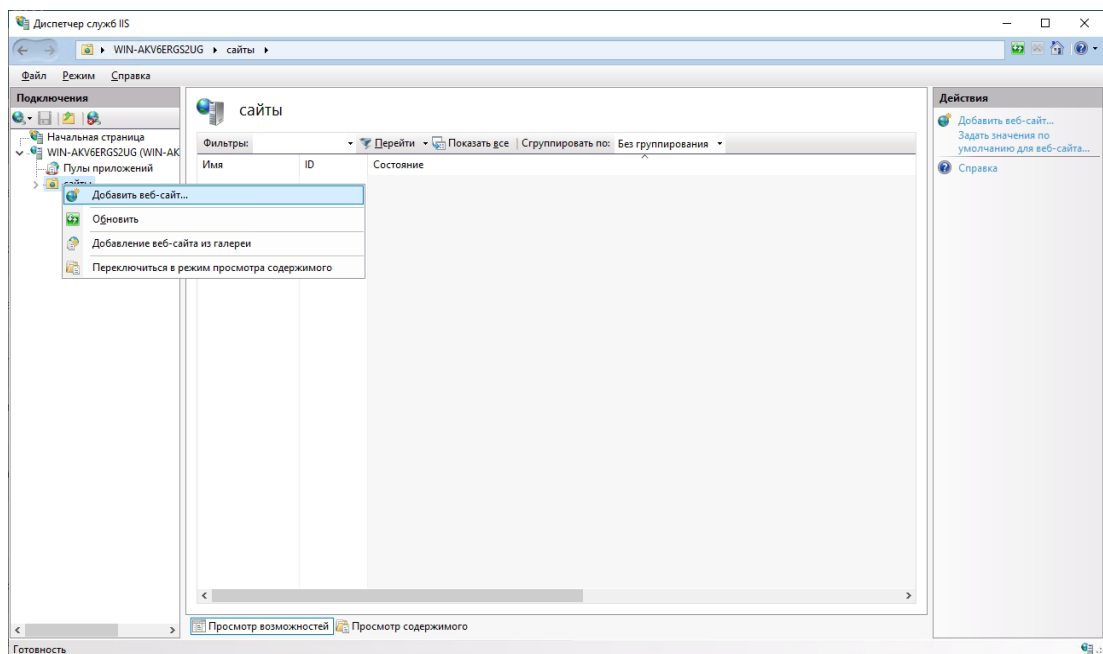 Диспетчер служб IIS
WIN-AKV6ERGS2UG сайты
Файл Режим Справка
Подключения
Начальная страница
WIN-AKV6ERGS2UG (WIN-AK
Пулы приложений
сайты
Добавить веб-сайт...
Обновить
Добавление веб-сайта из галереи
Переключиться в режим просмотра содержимого
сайты
Фильтры: Перейти Показать все Сгруппировать по: Без группирования
Имя ID Состояние
Просмотр возможностей Просмотр содержимого
Действия
Добавить веб-сайт...
Задать значения по
умолчанию для веб-сайта...
Справка
Готовность